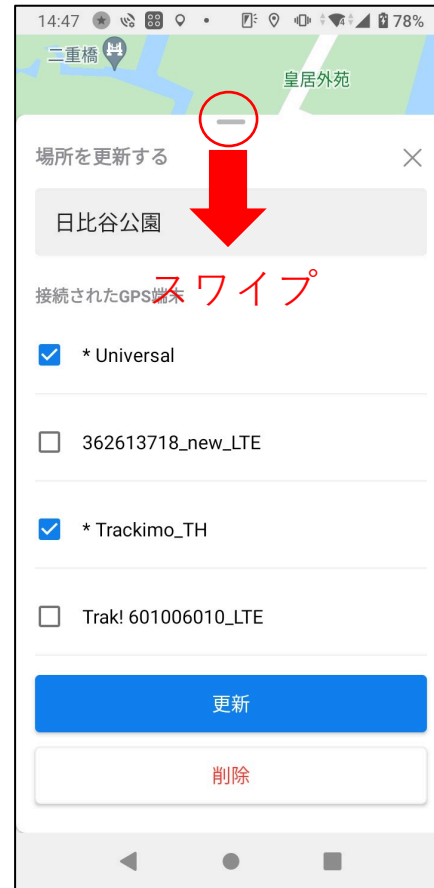 14:47
78%
二重橋
皇居外苑
場所を更新する
日比谷公園
スワイプ
接続されたGPS端末
* Universal
362613718_new_LTE
* Trackimo_TH
Trak! 601006010_LTE
更新
削除